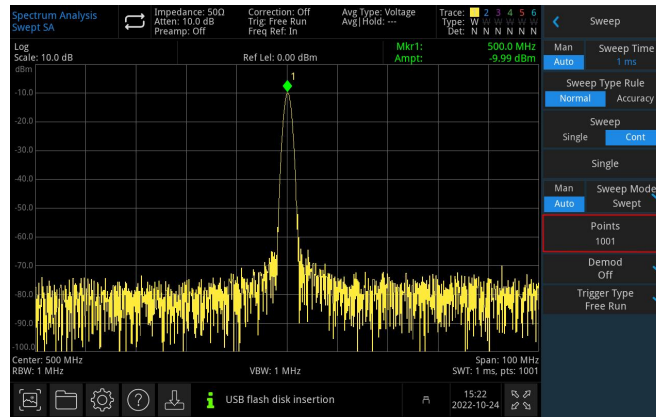 Spectrum Analysis
Swept SA
Impedance: 50Ω
Atten: 10.0 dB
Preamp: Off
Correction: Off
Trig: Free Run
Freq Ref: In
Avg Type: Voltage
Avg|Hold: ---
Trace: 1 2 3 4 5 6
Type: W W W W W W
Det: N N N N N N
Log
Scale: 10.0 dB
Ref Lel: 0.00 dBm
Mkr1: 500.0 MHz
Ampt: -9.99 dBm
dBm
1
-10.0
-20.0
-30.0
-40.0
-50.0
-60.0
-70.0
-80.0
-90.0
-100.0
Center: 500 MHz
Span: 100 MHz
RBW: 1 MHz
VBW: 1 MHz
SWT: 1 ms, pts: 1001
USB flash disk insertion
15:22
2022-10-24
Sweep
Man
Auto
Sweep Time
1 ms
Sweep Type Rule
Normal Accuracy
Sweep
Single Cont
Single
Man
Auto
Sweep Mode
Swept
Points
1001
Demod
Off
Trigger Type
Free Run